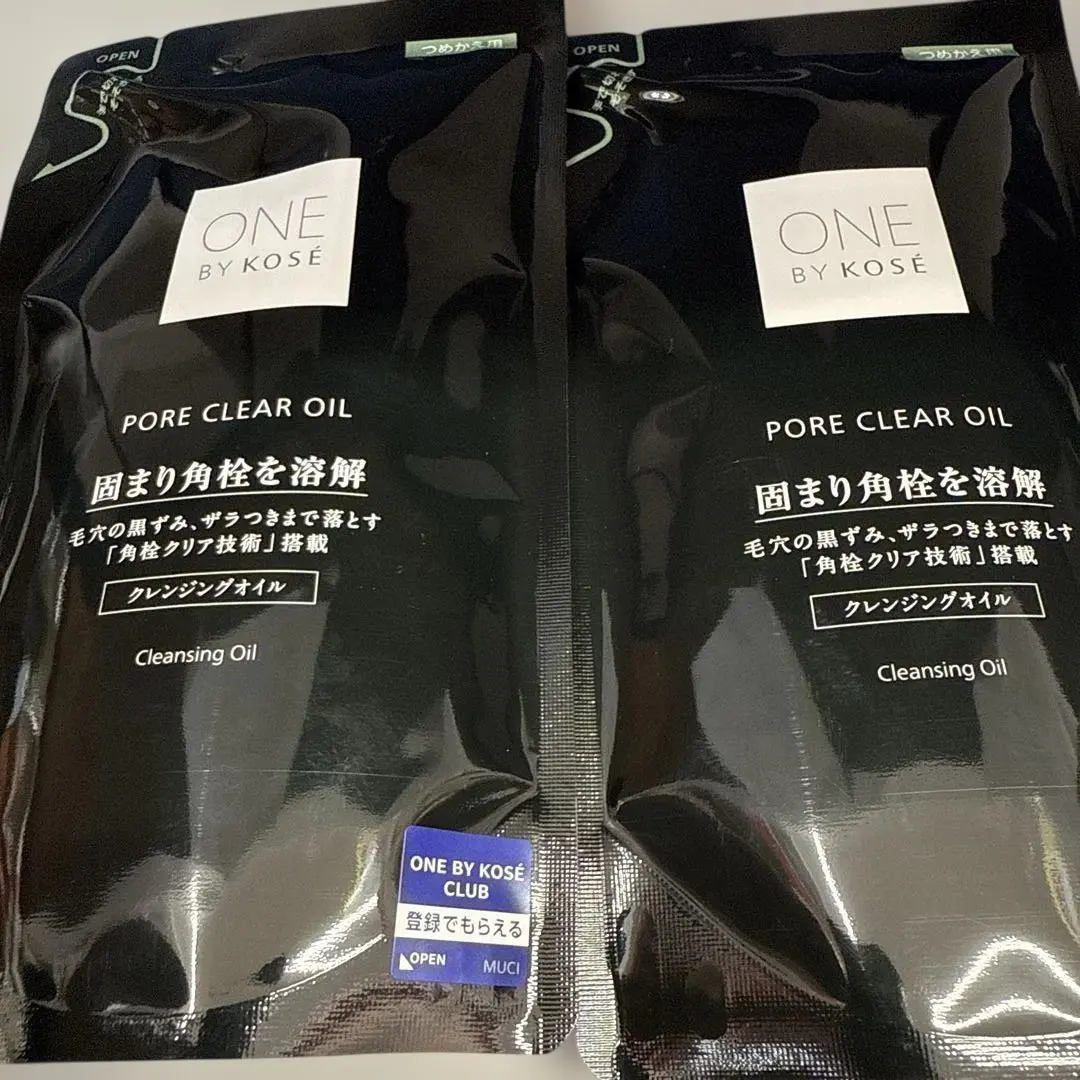 OPEN
つめかえ用
ONE
BY KOSÉ
PORE CLEAR OIL
固まり角栓を溶解
毛穴の黒ずみ、ザラつきまで落とす
「角栓クリア技術」搭載
クレンジングオイル
Cleansing Oil
ONE BY KOSÉ
CLUB
登録でもらえる
OPEN
MUCI
OPEN
つめかえ用
ONE
BY KOSÉ
PORE CLEAR OIL
固まり角栓を溶解
毛穴の黒ずみ、ザラつきまで落とす
「角栓クリア技術」搭載
クレンジングオイル
Cleansing Oil